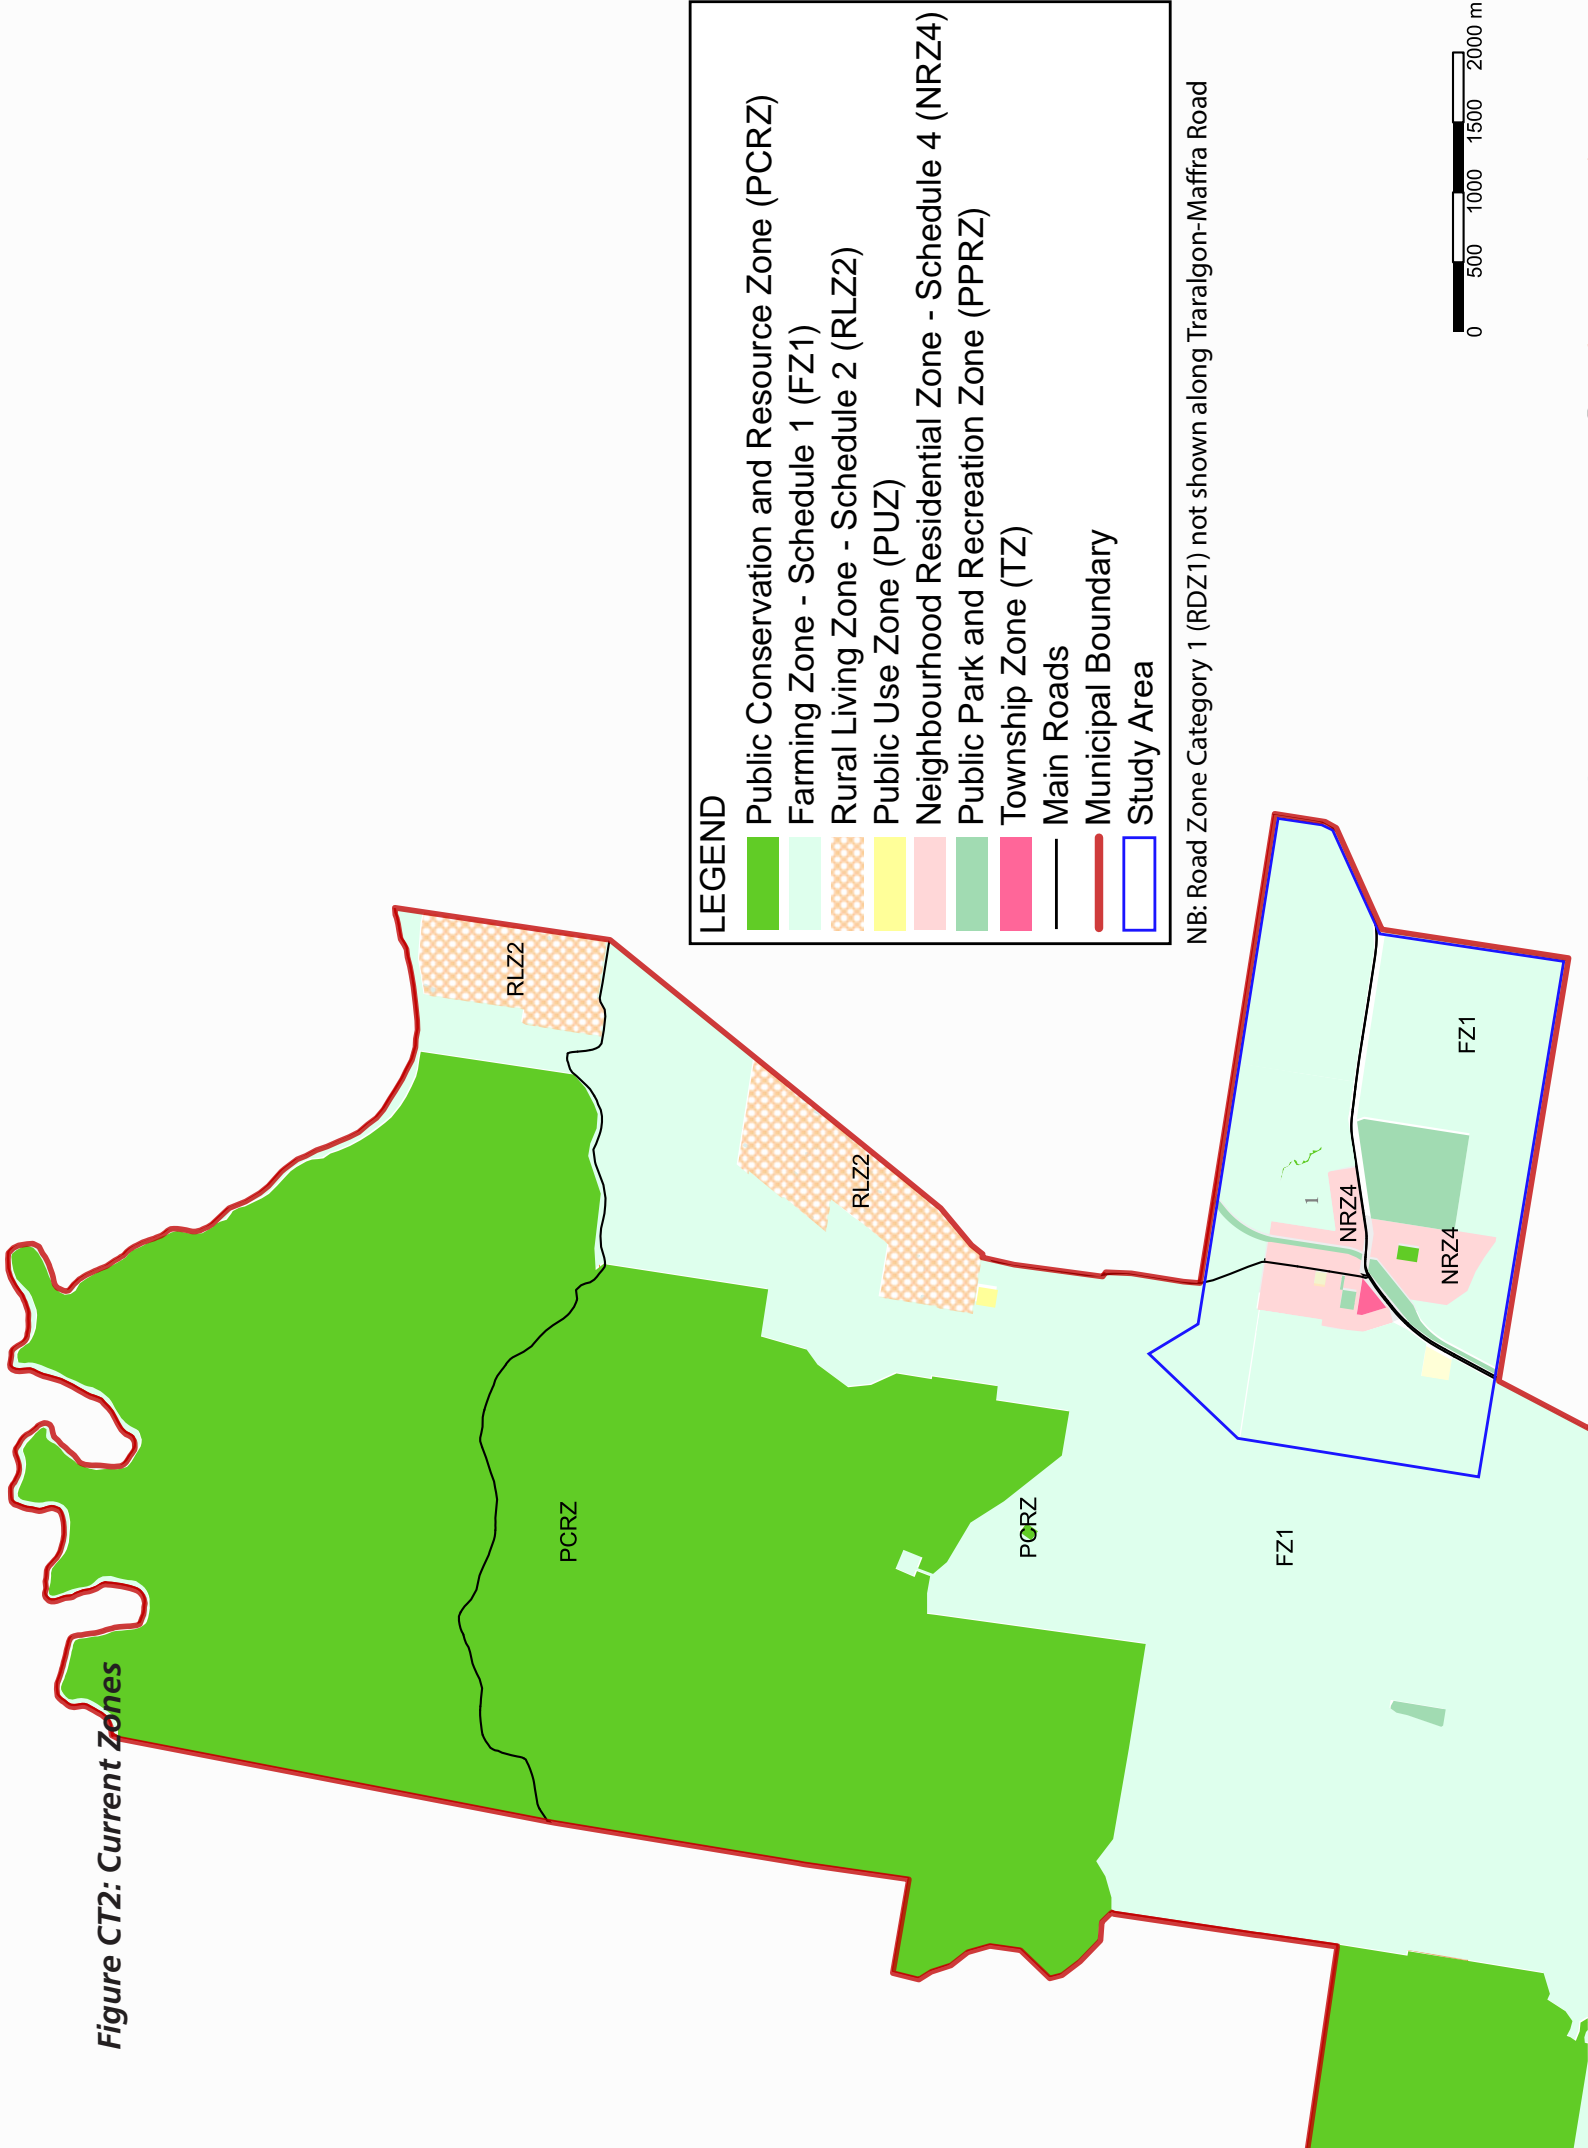 Figure CT2: Current Zones
LEGEND
Public Conservation and Resource Zone (PCRZ)
Farming Zone - Schedule 1 (FZ1)
Rural Living Zone - Schedule 2 (RLZ2)
Public Use Zone (PUZ)
Neighbourhood Residential Zone - Schedule 4 (NRZ4)
Public Park and Recreation Zone (PPRZ)
Township Zone (TZ)
Main Roads
Municipal Boundary
Study Area
NB: Road Zone Category 1 (RDZ1) not shown along Traralgon-Maffra Road
0 500 1000 1500 2000 m
RLZ2
PCRZ
RLZ2
PCRZ
FZ1
1
NRZ4
NRZ4
FZ1